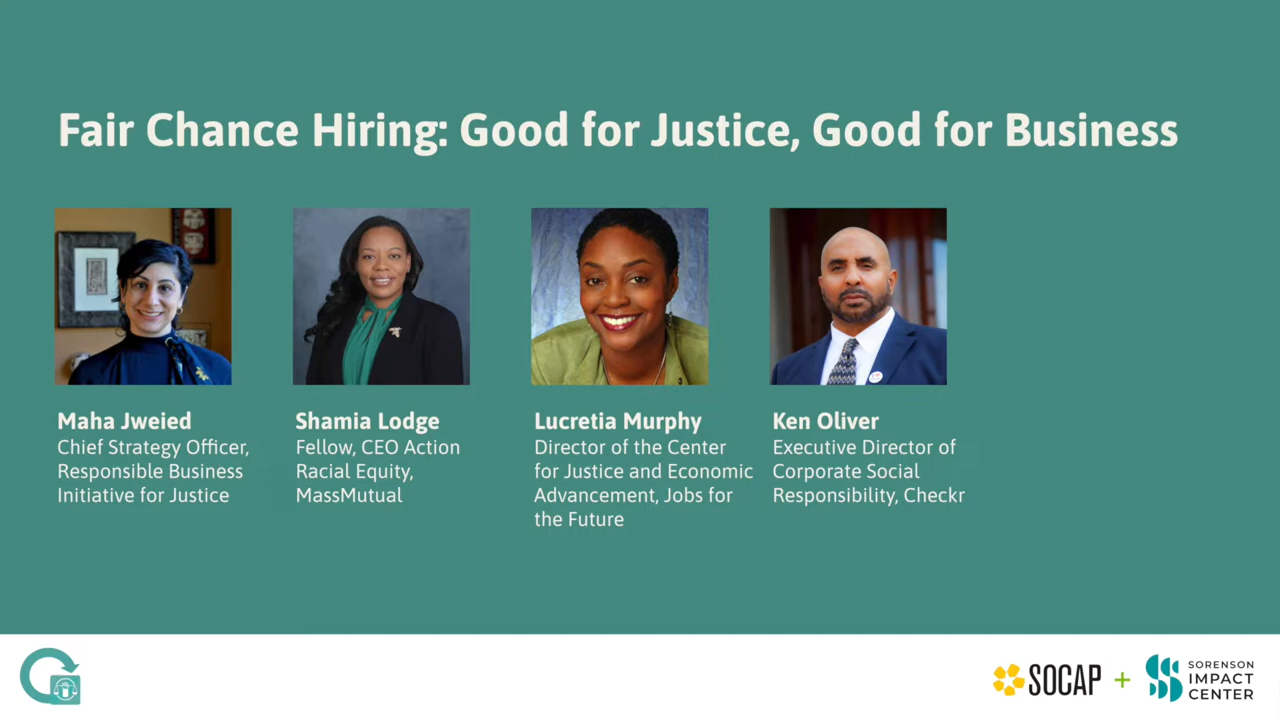 Fair Chance Hiring: Good for Justice, Good for Business
Maha Jweied
Chief Strategy Officer,
Responsible Business
Initiative for Justice
Shamia Lodge
Fellow, CEO Action
Racial Equity,
MassMutual
Lucretia Murphy
Director of the Center
for Justice and Economic
Advancement, Jobs for
the Future
Ken Oliver
Executive Director of
Corporate Social
Responsibility, Checkr
SOCAP +
SORENSON
IMPACT
CENTER